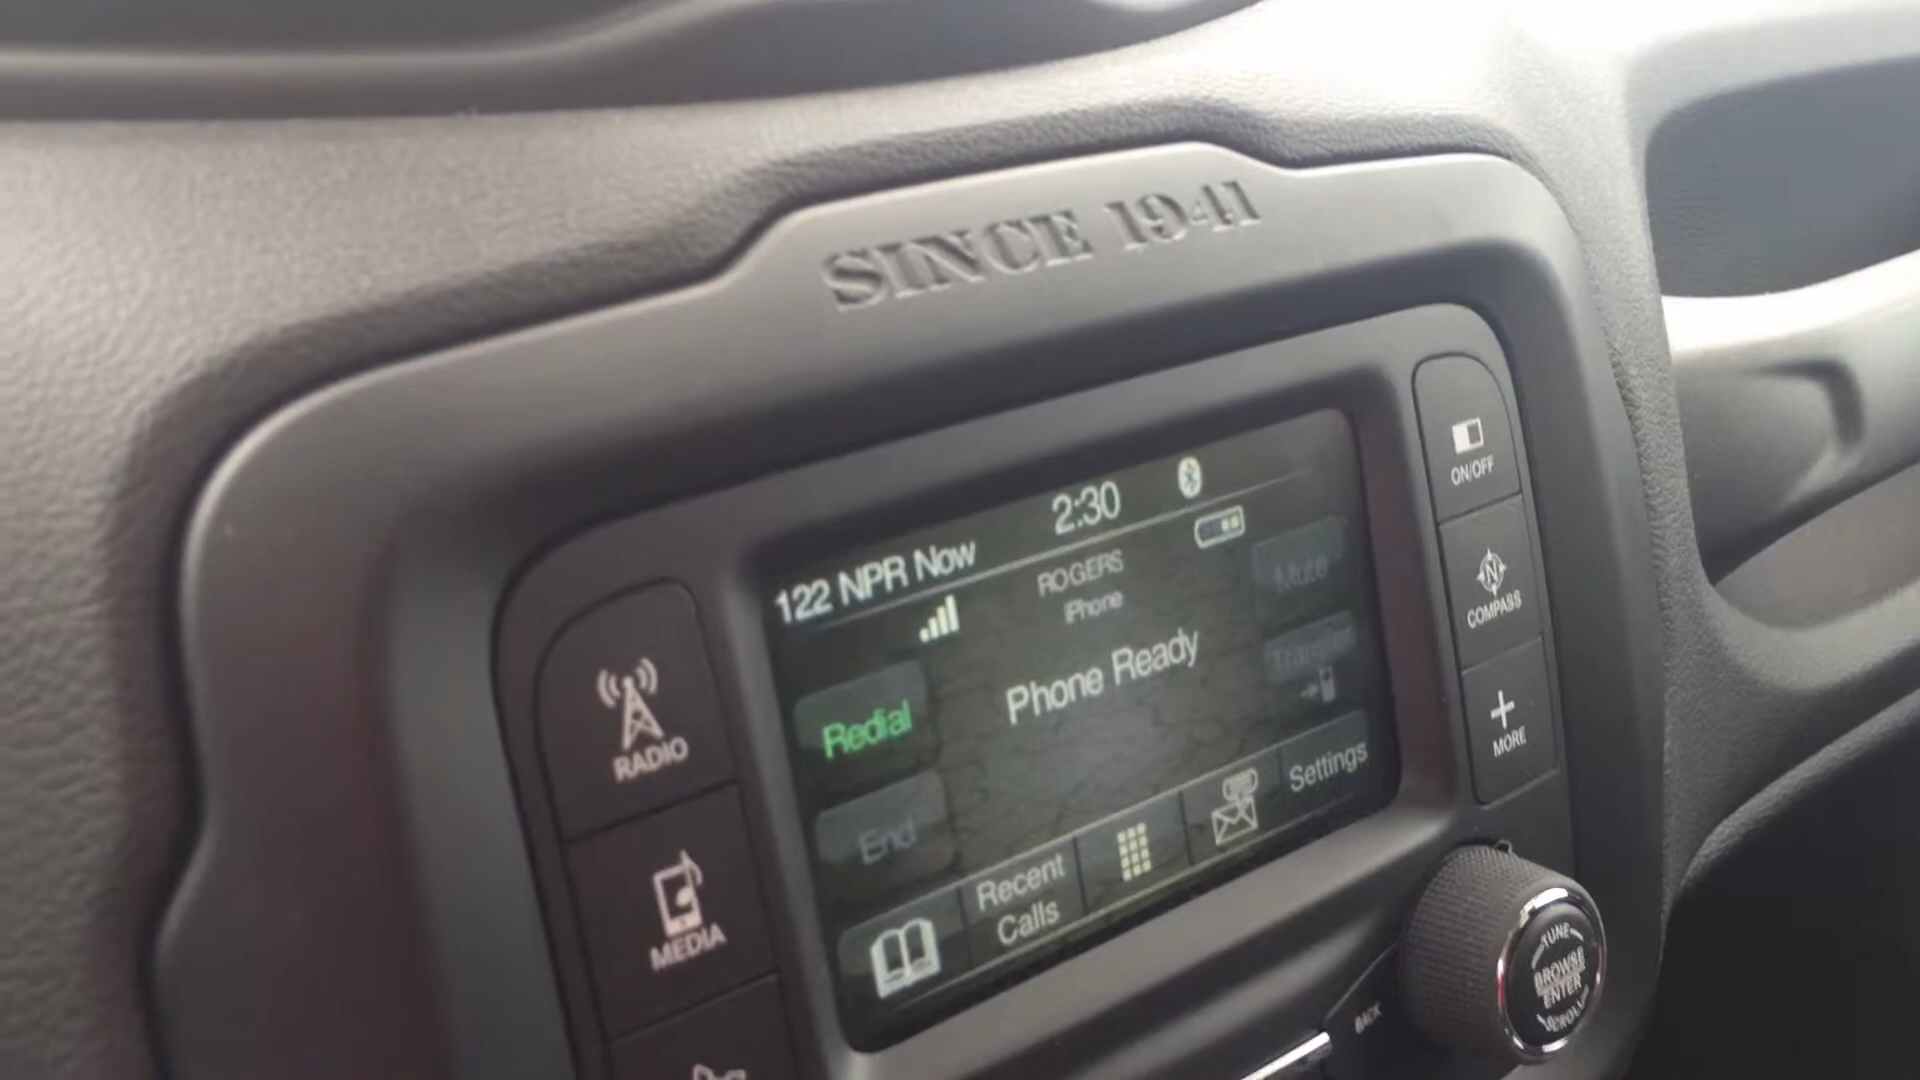 SINCE 1941
122 NPR Now
2:30
ROGERS
iPhone
Phone Ready
Mute
Transfer
Redial
End
Recent
Calls
Settings
RADIO
MEDIA
ON/OFF
N
COMPASS
MORE
TUNE
BROWSE
ENTER
SCROLL
BACK